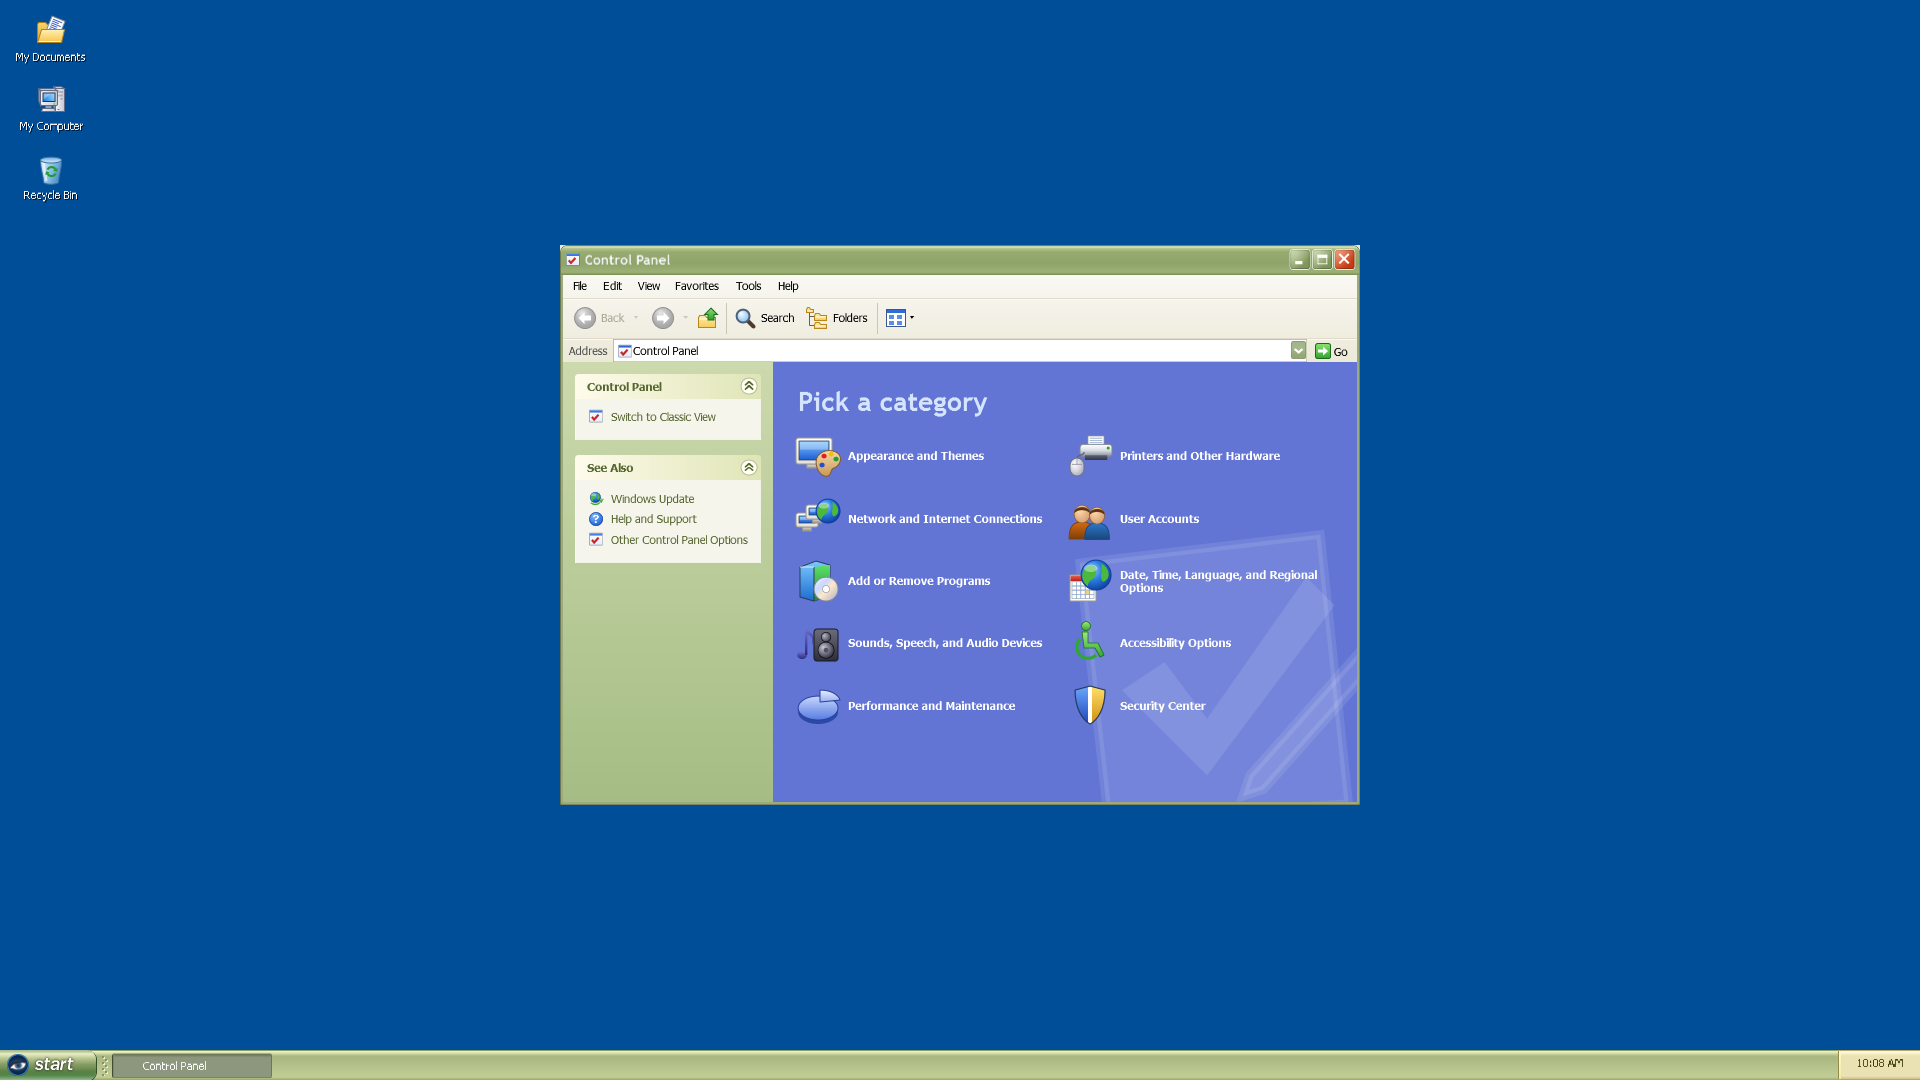 My Documents
My Computer
Recycle Bin
Control Panel
File Edit View Favorites Tools Help
Back Search Folders
Address Control Panel Go
Control Panel
Switch to Classic View
See Also
Windows Update
Help and Support
Other Control Panel Options
Pick a category
Appearance and Themes
Printers and Other Hardware
Network and Internet Connections
User Accounts
Add or Remove Programs
Date, Time, Language, and Regional
Options
Sounds, Speech, and Audio Devices
Accessibility Options
Performance and Maintenance
Security Center
start Control Panel 10:08 AM